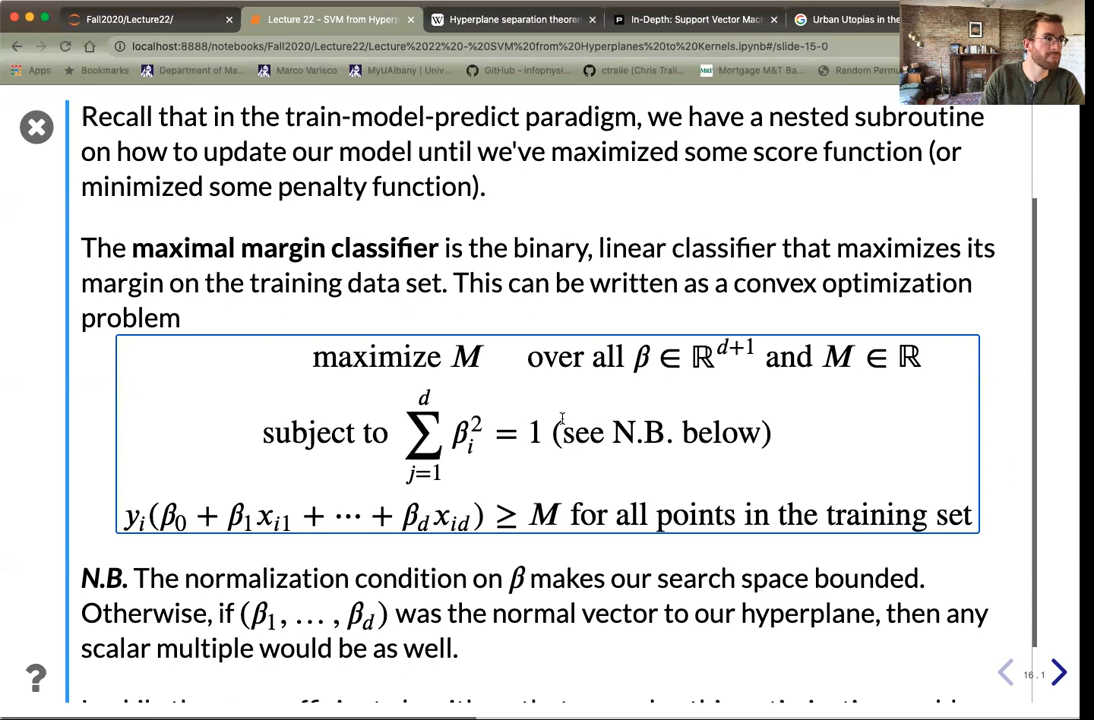 Fall2020/Lecture22/
Lecture 22 - SVM from Hyperp
Hyperplane separation theorem
In-Depth: Support Vector Mac
Urban Utopias in the
localhost:8888/notebooks/Fall2020/Lecture22/Lecture%2022%20-%20SVM%20from%20Hyperplanes%20to%20Kernels.ipynb#/slide-15-0
Apps
Bookmarks
Department of Ma...
Marco Varisco
MyUAlbany | Univ...
GitHub - infophysi...
ctralie (Chris Trali...
Mortgage M&T Ba...
Random Permu
Recall that in the train-model-predict paradigm, we have a nested subroutine
on how to update our model until we've maximized some score function (or
minimized some penalty function).
The maximal margin classifier is the binary, linear classifier that maximizes its
margin on the training data set. This can be written as a convex optimization
problem
maximize M over all β ∈ ℝ^{d+1} and M ∈ ℝ
subject to ∑_{j=1}^{d} β_i^2 = 1 (see N.B. below)
y_i(β_0 + β_1x_{i1} + ⋯ + β_dx_{id}) ≥ M for all points in the training set
N.B. The normalization condition on β makes our search space bounded.
Otherwise, if (β_1, … , β_d) was the normal vector to our hyperplane, then any
scalar multiple would be as well.
16.1